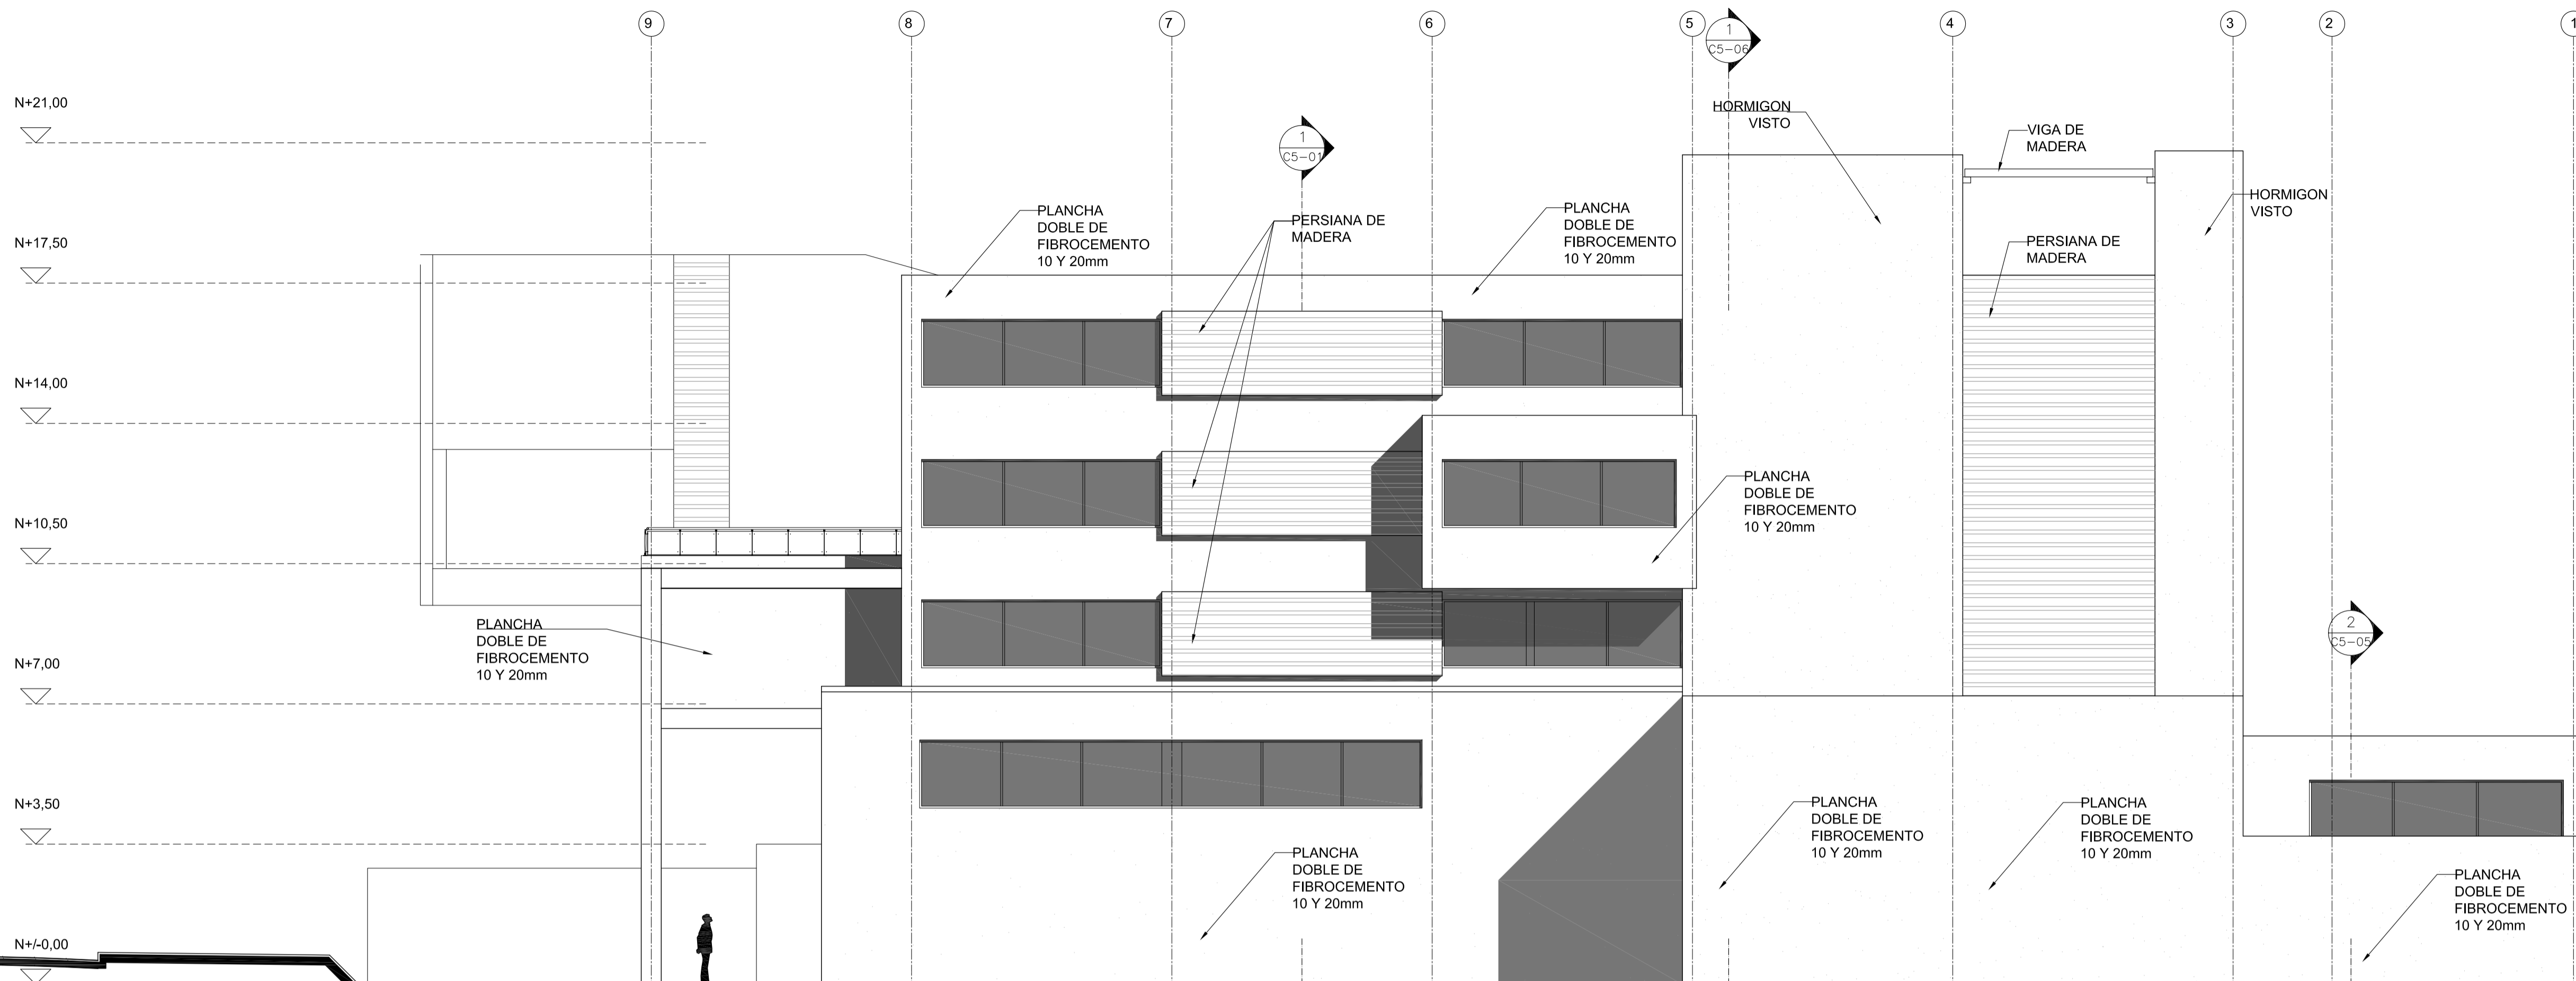 9
8
7
6
5
4
3
2
1
1
C5-06
N+21,00
HORMIGON
VISTO
VIGA DE
MADERA
1
C5-01
HORMIGON
VISTO
PLANCHA
DOBLE DE
FIBROCEMENTO
10 Y 20mm
PERSIANA DE
MADERA
PLANCHA
DOBLE DE
FIBROCEMENTO
10 Y 20mm
PERSIANA DE
MADERA
N+17,50
N+14,00
PLANCHA
DOBLE DE
FIBROCEMENTO
10 Y 20mm
N+10,50
PLANCHA
DOBLE DE
FIBROCEMENTO
10 Y 20mm
2
C5-05
N+7,00
N+3,50
PLANCHA
DOBLE DE
FIBROCEMENTO
10 Y 20mm
PLANCHA
DOBLE DE
FIBROCEMENTO
10 Y 20mm
PLANCHA
DOBLE DE
FIBROCEMENTO
10 Y 20mm
PLANCHA
DOBLE DE
FIBROCEMENTO
10 Y 20mm
N+/-0,00